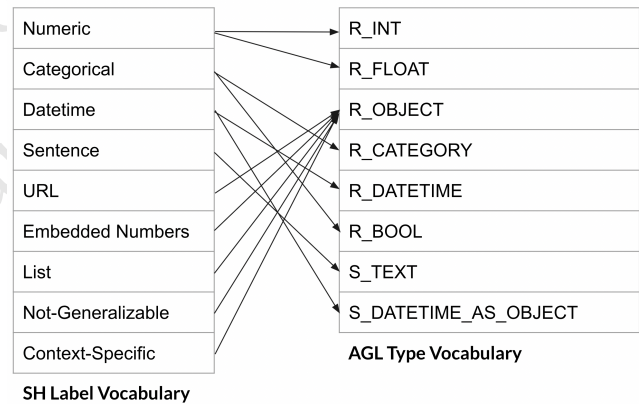 Numeric
Categorical
Datetime
Sentence
URL
Embedded Numbers
List
Not-Generalizable
Context-Specific
SH Label Vocabulary
R_INT
R_FLOAT
R_OBJECT
R_CATEGORY
R_DATETIME
R_BOOL
S_TEXT
S_DATETIME_AS_OBJECT
AGL Type Vocabulary